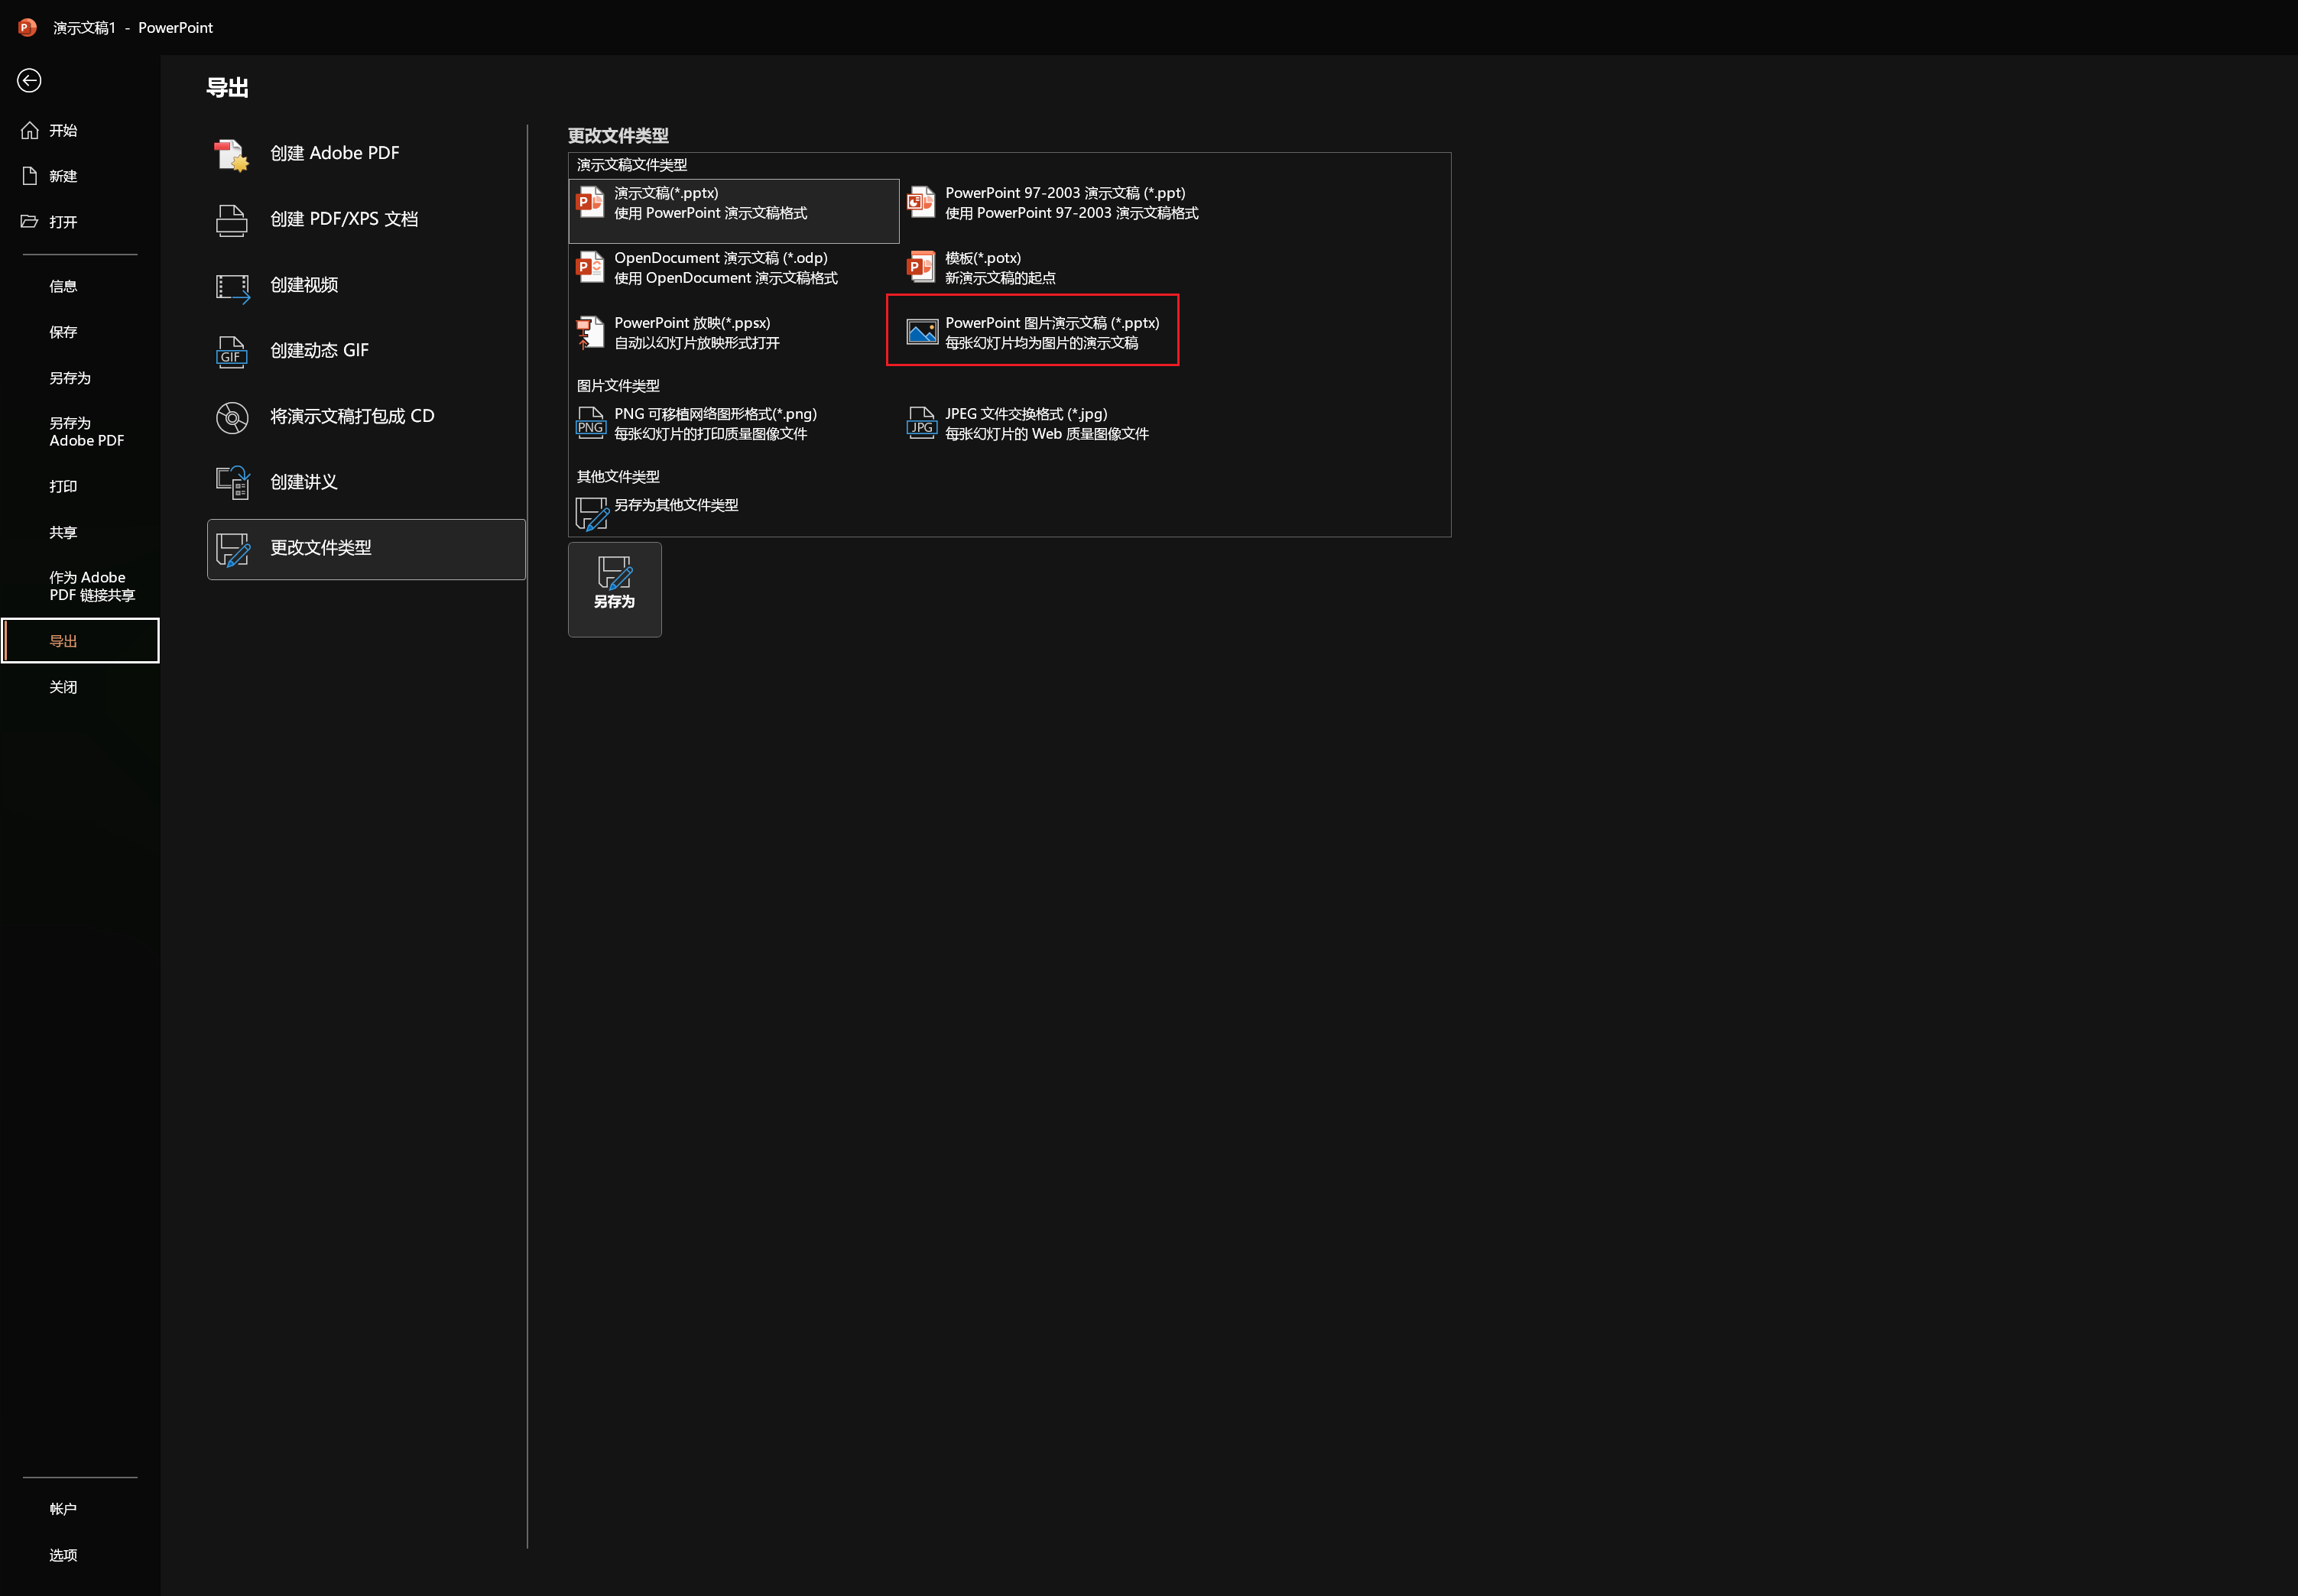 演示文稿1 - PowerPoint
开始
新建
打开
信息
保存
另存为
另存为
Adobe PDF
打印
共享
作为 Adobe
PDF 链接共享
导出
关闭
帐户
选项
导出
创建 Adobe PDF
创建 PDF/XPS 文档
创建视频
GIF
创建动态 GIF
将演示文稿打包成 CD
创建讲义
更改文件类型
更改文件类型
演示文稿文件类型
演示文稿(*.pptx)
使用 PowerPoint 演示文稿格式
PowerPoint 97-2003 演示文稿 (*.ppt)
使用 PowerPoint 97-2003 演示文稿格式
OpenDocument 演示文稿 (*.odp)
使用 OpenDocument 演示文稿格式
模板(*.potx)
新演示文稿的起点
PowerPoint 放映(*.ppsx)
自动以幻灯片放映形式打开
PowerPoint 图片演示文稿 (*.pptx)
每张幻灯片均为图片的演示文稿
图片文件类型
PNG
PNG 可移植网络图形格式(*.png)
每张幻灯片的打印质量图像文件
JPG
JPEG 文件交换格式 (*.jpg)
每张幻灯片的 Web 质量图像文件
其他文件类型
另存为其他文件类型
另存为